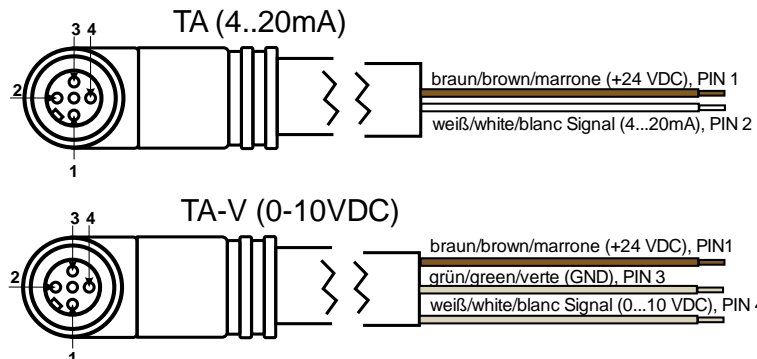 TA (4..20mA)
3 4
braun/brown/marrone (+24 VDC), PIN 1
2
weiß/white/blanc Signal (4...20mA), PIN 2
1
TA-V (0-10VDC)
3 4
braun/brown/marrone (+24 VDC), PIN1
grün/green/verte (GND), PIN 3
2
weiß/white/blanc Signal (0...10 VDC), PIN 4
1